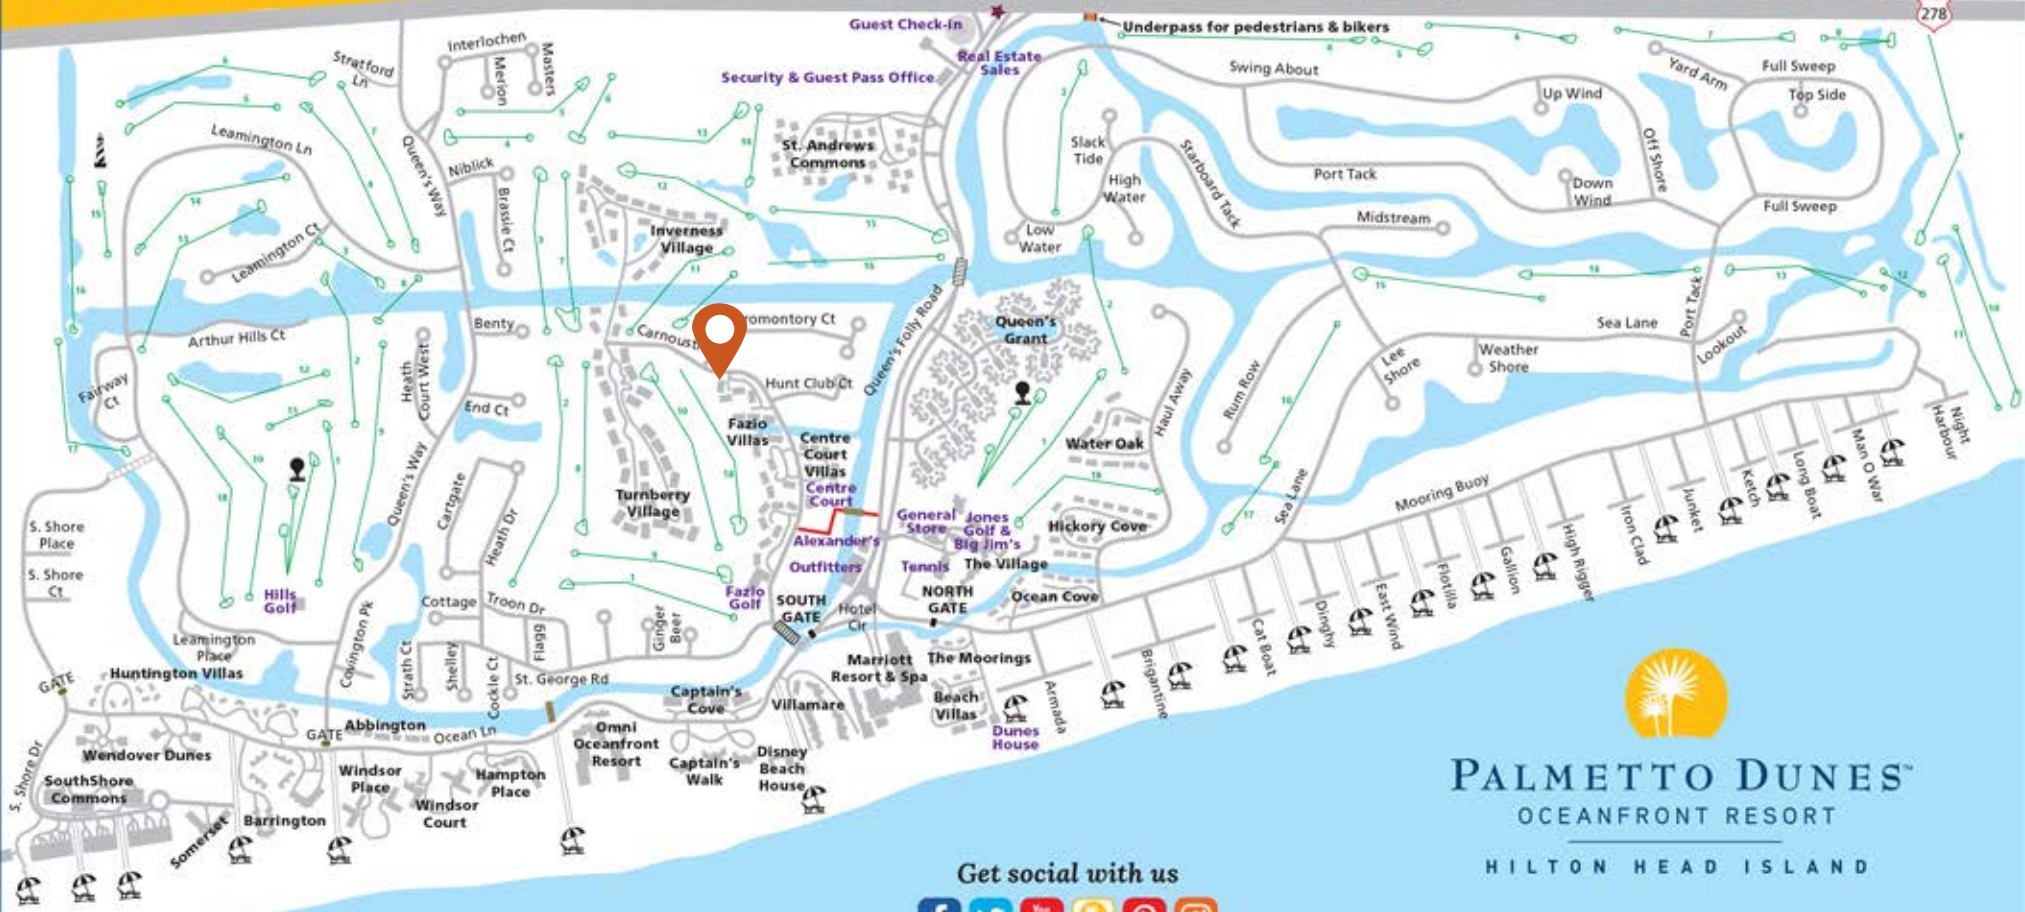 Guest Check-In
Underpass for pedestrians & bikers
278
Real Estate
Sales
Security & Guest Pass Office
Interlochen
Merion
Masters
Stratford
Ln
Leamington Ln
Queen's Way
Niblick
Brassie Ct
St. Andrews
Commons
Inverness
Village
Leamington Ct
Slack
Tide
High
Water
Low
Water
Swing About
Starboard Tack
Up Wind
Port Tack
Down
Wind
Off Shore
Midstream
Yard Arm
Full Sweep
Top Side
Full Sweep
Arthur Hills Ct
Fairway
Ct
Benty
Heath
Court West
End Ct
Queen's Way
Cartgate
Heath Dr
Hunt Club Ct
Queen's Folly Road
Queen's
Grant
Fazio
Villas
Centre
Court
Villas
Centre
Court
Turnberry
Village
Alexander's
Outfitters
General
Store
Jones
Golf &
Big Jim's
Tennis
The Village
Water Oak
Haul Away
Rum Row
Hickory Cove
Ocean Cove
Lee
Shore
Weather
Shore
Sea Lane
Port Tack
Lookout
Sea Lane
Mooring Buoy
Night
Harbour
Man O War
Long Boat
Ketch
Junket
Iron Clad
High Rigger
Gallion
Flotilla
East Wind
Dinghy
Cat Boat
Brigantine
Armada
S. Shore
Place
S. Shore
Ct
Hills
Golf
Leamington
Place
Huntington Villas
GATE
Covington Pk
Cottage
Troon Dr
Strath Ct
Shelley
Cockle Ct
Flagg
St. George Rd
Ginger
Beer
Fazio
Golf
SOUTH
GATE
Hotel
Cir
NORTH
GATE
Marriott
Resort & Spa
The Moorings
Beach
Villas
Dunes
House
Captain's
Cove
Villamare
Abbington
GATE
Ocean Ln
Omni
Oceanfront
Resort
Captain's
Walk
Disney
Beach
House
Wendover Dunes
S. Shore Dr
SouthShore
Commons
Somerset
Barrington
Windsor
Place
Windsor
Court
Hampton
Place
PALMETTO DUNES™
OCEANFRONT RESORT
HILTON HEAD ISLAND
Get social with us
You